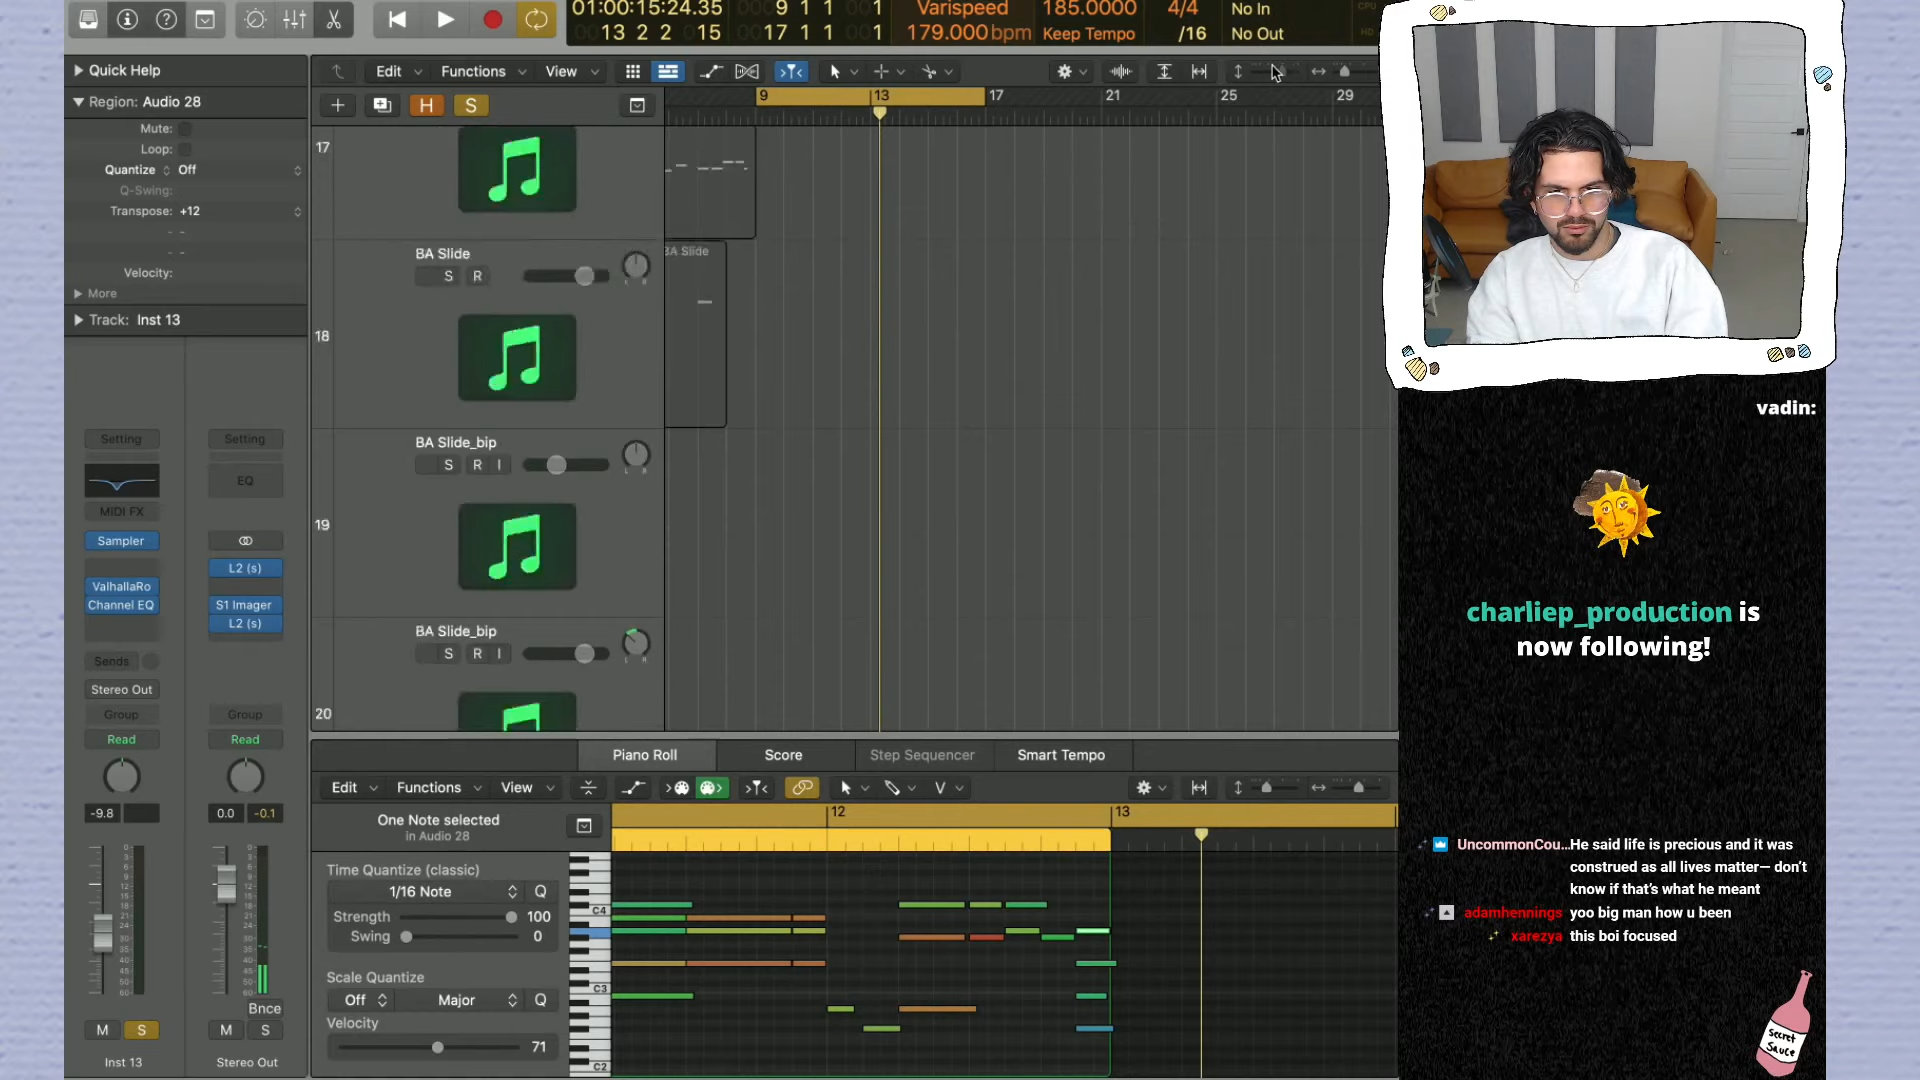 01:00:15:24.35
13 2 2 015
9 1 1 1
17 1 1 1
Varispeed
179.000 bpm
185.0000
Keep Tempo
4/4
/16
No In
No Out
CPU
HD
Quick Help
Region: Audio 28
Mute:
Loop:
Quantize Off
Q-Swing:
Transpose: +12
Velocity:
More
Track: Inst 13
Setting
Setting
EQ
MIDI FX
Sampler
L2 (s)
ValhallaRo
Channel EQ
S1 Imager
L2 (s)
Sends
Stereo Out
Group
Group
Read
Read
-9.8
0.0
-0.1
Bnce
M S
M S
Inst 13
Stereo Out
Edit
Functions
View
H
S
9
13
17
21
25
29
17
BA Slide
S R
18
BA Slide
BA Slide_bip
S R I
19
BA Slide_bip
S R I
20
Piano Roll
Score
Step Sequencer
Smart Tempo
Edit
Functions
View
V
One Note selected
in Audio 28
12
13
Time Quantize (classic)
1/16 Note
Q
Strength
100
Swing
0
Scale Quantize
Off
Major
Q
Velocity
71
C4
C3
C2
vadin:
charliep_production is
now following!
UncommonCou...He said life is precious and it was
construed as all lives matter— don't
know if that's what he meant
adamhennings yoo big man how u been
xarezya this boi focused
Secret
Sauce